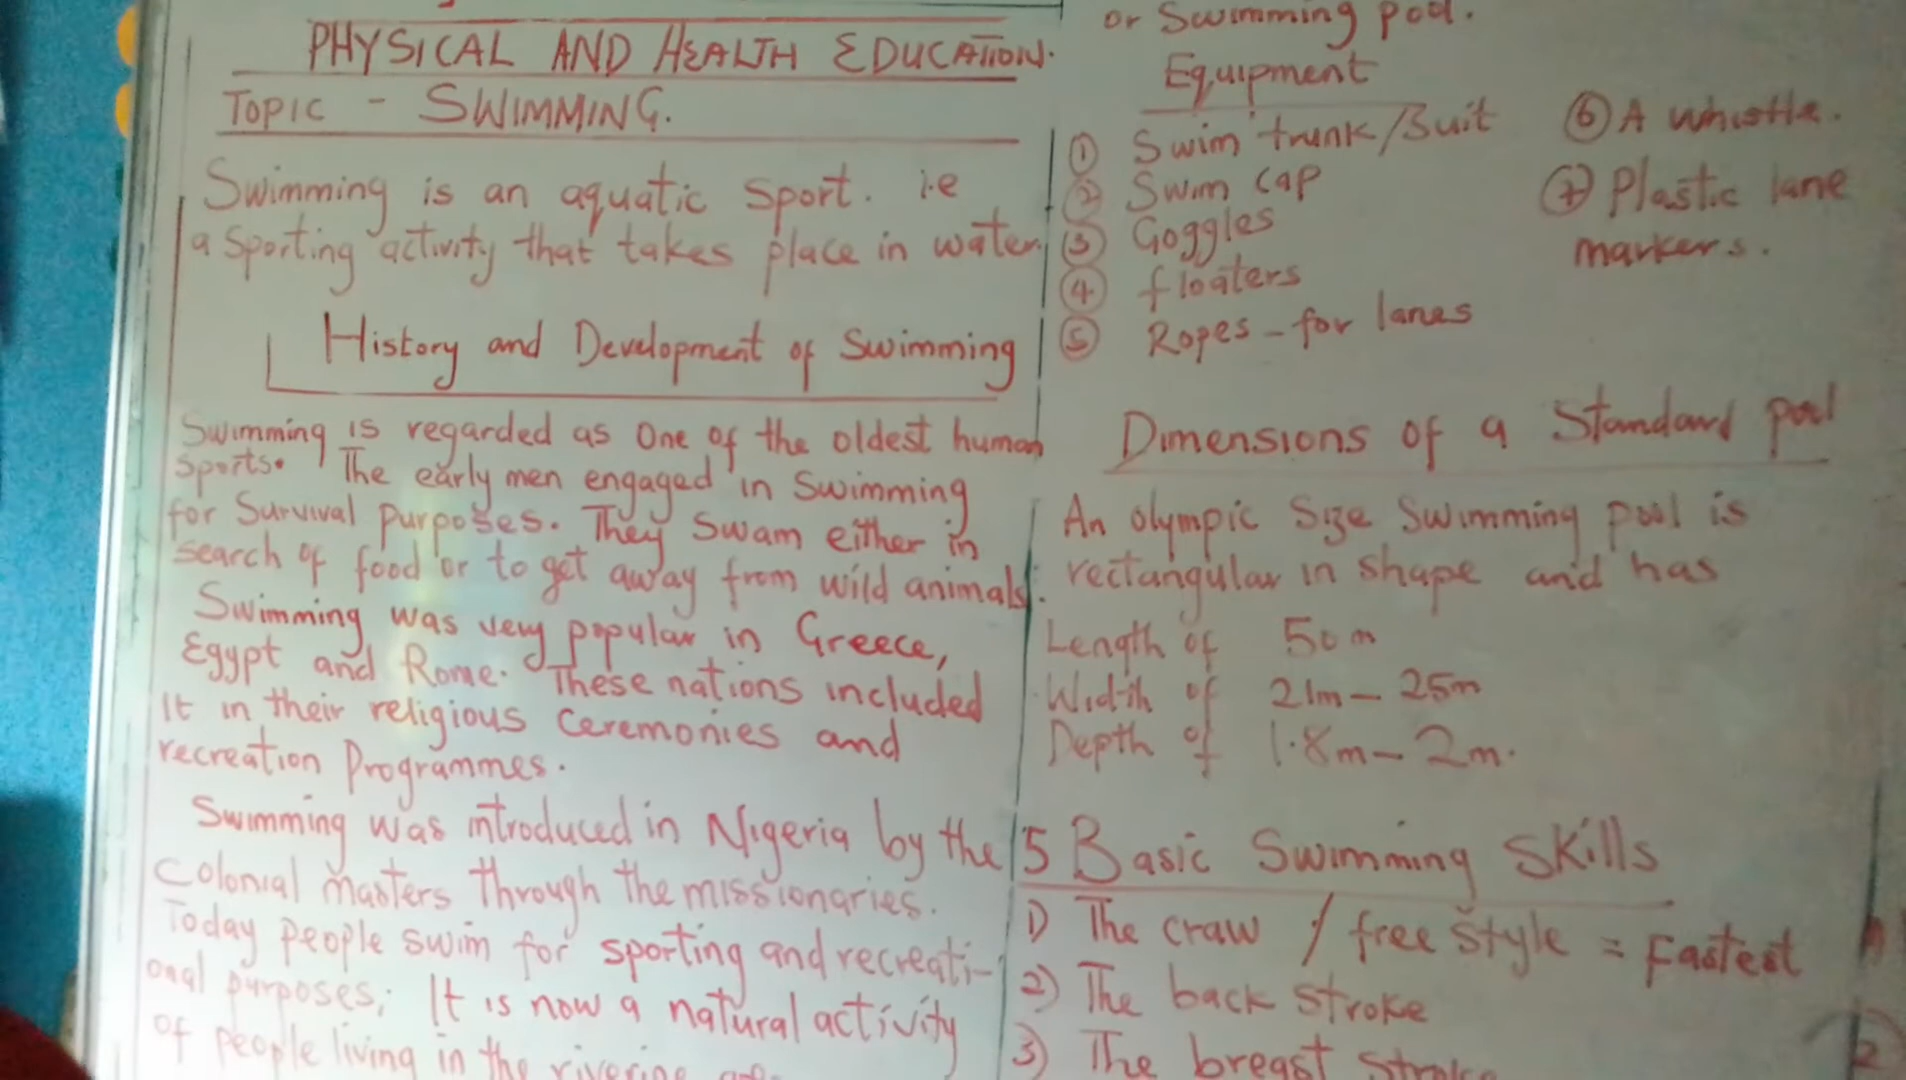 PHYSICAL AND HEALTH EDUCATION.
TOPIC - SWIMMING.
Swimming is an aquatic sport. i.e
a sporting activity that takes place in water.
History and Development of Swimming
Swimming is regarded as one of the oldest human
sports. The early men engaged in swimming
for survival purposes. They swam either in
search of food or to get away from wild animals.
Swimming was very popular in Greece,
Egypt and Rome. These nations included
it in their religious ceremonies and
recreation programmes.
Swimming was introduced in Nigeria by the
colonial masters through the missionaries.
Today people swim for sporting and recreati-
onal purposes; It is now a natural activity
of people living in the riverine
or Swimming pool.
Equipment
① Swim trunk/Suit
② Swim cap
③ Goggles
④ floaters
⑤ Ropes - for lanes
⑥ A whistle.
⑦ Plastic lane
markers.
Dimensions of a Standard pool
An olympic size swimming pool is
rectangular in shape and has
Length of 50m
Width of 21m - 25m
Depth of 1.8m - 2m.
5 Basic Swimming Skills
1) The craw / free style = Fastest
2) The back stroke
3) The breast stroke